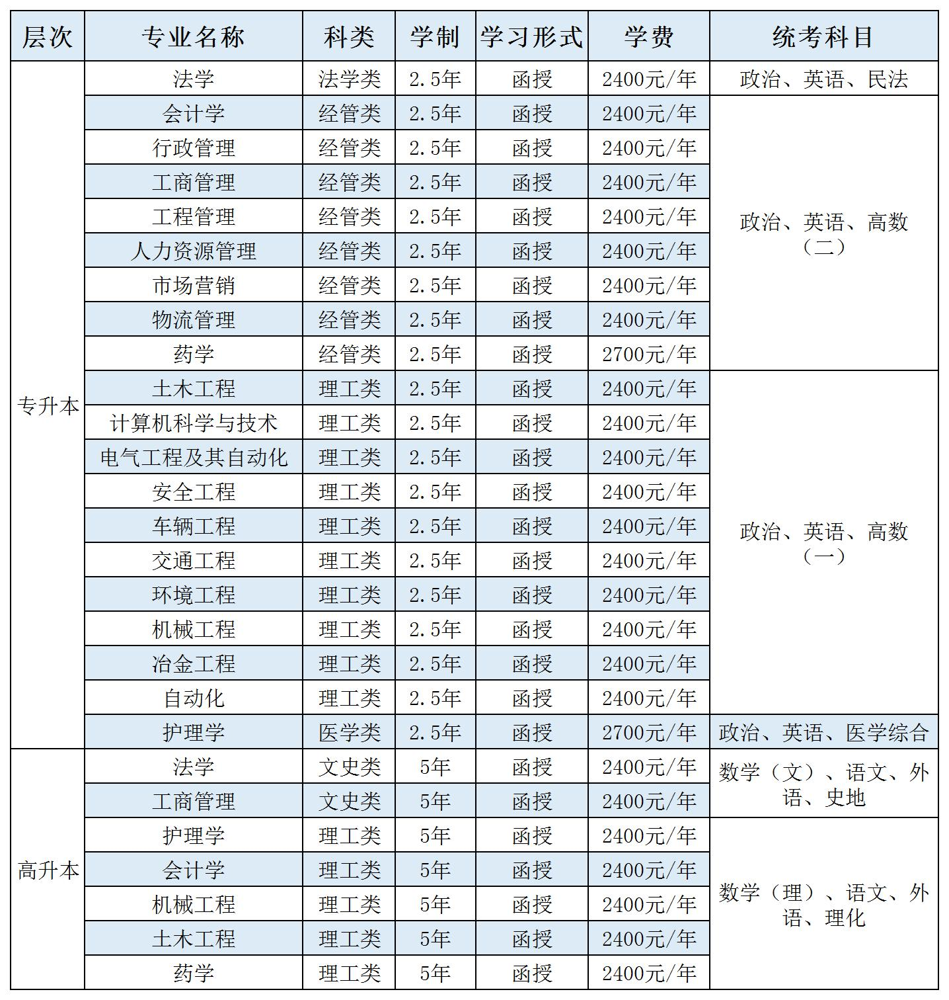 层次 专业名称 科类 学制 学习形式 学费 统考科目
专升本
法学 法学类 2.5年 函授 2400元/年 政治、英语、民法
会计学 经管类 2.5年 函授 2400元/年
行政管理 经管类 2.5年 函授 2400元/年
工商管理 经管类 2.5年 函授 2400元/年
工程管理 经管类 2.5年 函授 2400元/年
人力资源管理 经管类 2.5年 函授 2400元/年
市场营销 经管类 2.5年 函授 2400元/年
物流管理 经管类 2.5年 函授 2400元/年
药学 经管类 2.5年 函授 2700元/年
政治、英语、高数
（二）
土木工程 理工类 2.5年 函授 2400元/年
计算机科学与技术 理工类 2.5年 函授 2400元/年
电气工程及其自动化 理工类 2.5年 函授 2400元/年
安全工程 理工类 2.5年 函授 2400元/年
车辆工程 理工类 2.5年 函授 2400元/年
交通工程 理工类 2.5年 函授 2400元/年
环境工程 理工类 2.5年 函授 2400元/年
机械工程 理工类 2.5年 函授 2400元/年
冶金工程 理工类 2.5年 函授 2400元/年
自动化 理工类 2.5年 函授 2400元/年
政治、英语、高数
（一）
护理学 医学类 2.5年 函授 2700元/年 政治、英语、医学综合
高升本
法学 文史类 5年 函授 2400元/年
工商管理 文史类 5年 函授 2400元/年
数学（文）、语文、外
语、史地
护理学 理工类 5年 函授 2400元/年
会计学 理工类 5年 函授 2400元/年
机械工程 理工类 5年 函授 2400元/年
土木工程 理工类 5年 函授 2400元/年
药学 理工类 5年 函授 2400元/年
数学（理）、语文、外
语、理化